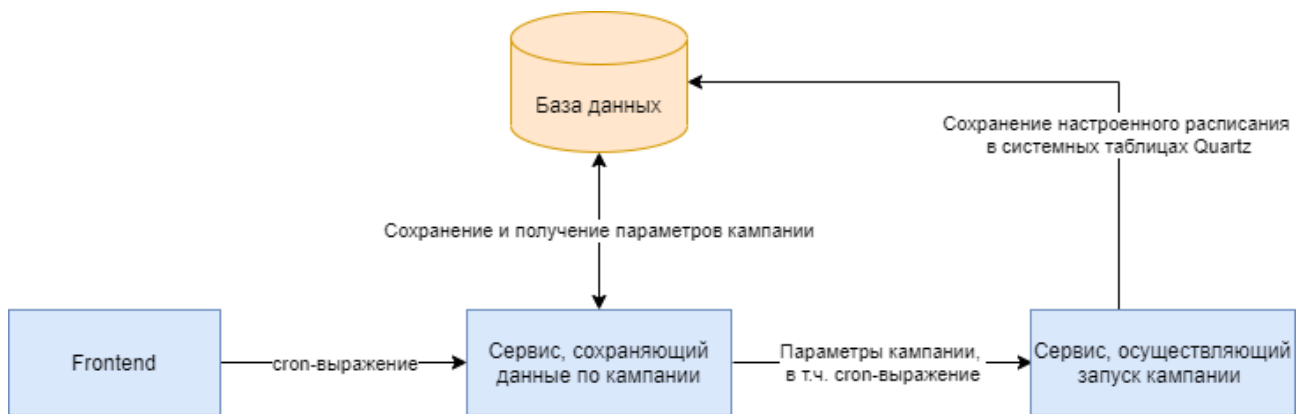 База данных
Сохранение настроенного расписания
в системных таблицах Quartz
Сохранение и получение параметров кампании
Frontend
cron-выражение
Сервис, сохраняющий
данные по кампании
Параметры кампании,
в т.ч. cron-выражение
Сервис, осуществляющий
запуск кампании